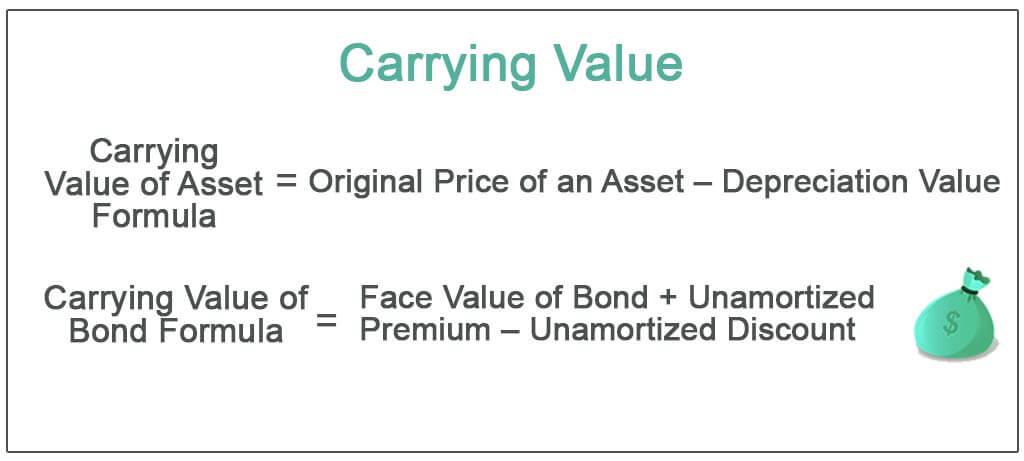 Carrying Value
Carrying
Value of Asset = Original Price of an Asset – Depreciation Value
Formula
Carrying Value of
Bond Formula
=
Face Value of Bond + Unamortized
Premium – Unamortized Discount
$